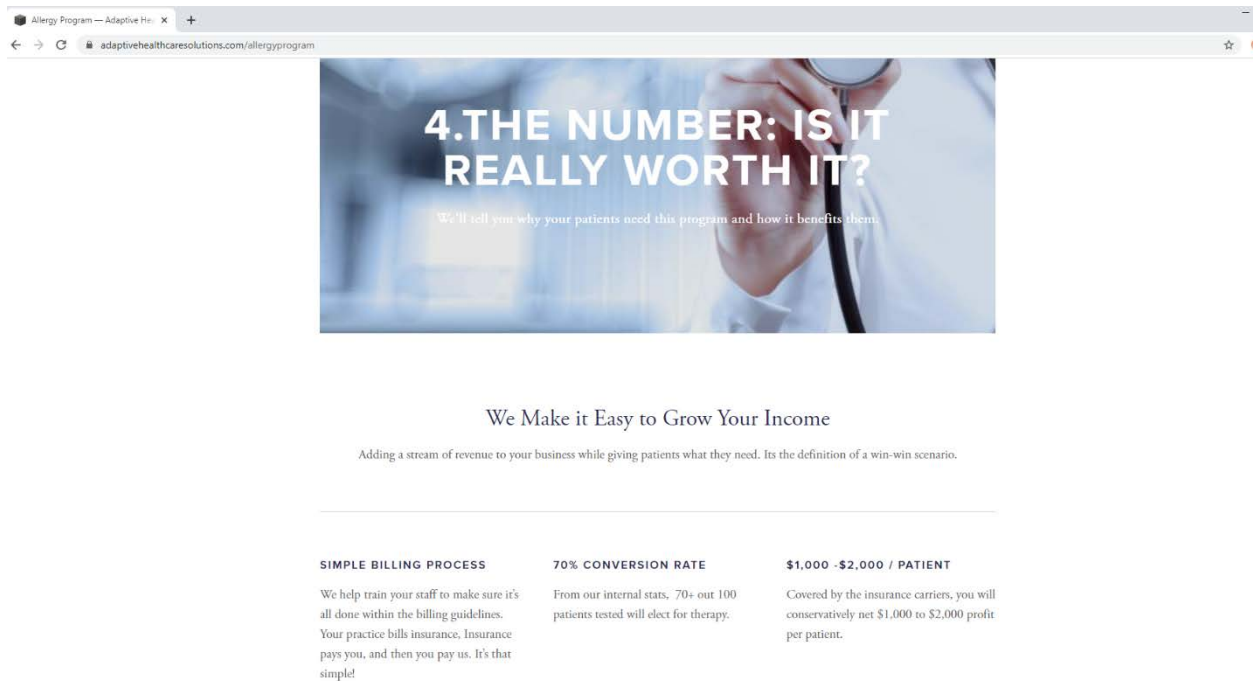 Allergy Program — Adaptive Hea
adaptivehealthcaresolutions.com/allergyprogram
4.THE NUMBER: IS IT
REALLY WORTH IT?
We'll tell you why your patients need this program and how it benefits them.
We Make it Easy to Grow Your Income
Adding a stream of revenue to your business while giving patients what they need. Its the definition of a win-win scenario.
SIMPLE BILLING PROCESS
We help train your staff to make sure it's
all done within the billing guidelines.
Your practice bills insurance, Insurance
pays you, and then you pay us. It's that
simple!
70% CONVERSION RATE
From our internal stats, 70+ out 100
patients tested will elect for therapy.
$1,000 -$2,000 / PATIENT
Covered by the insurance carriers, you will
conservatively net $1,000 to $2,000 profit
per patient.